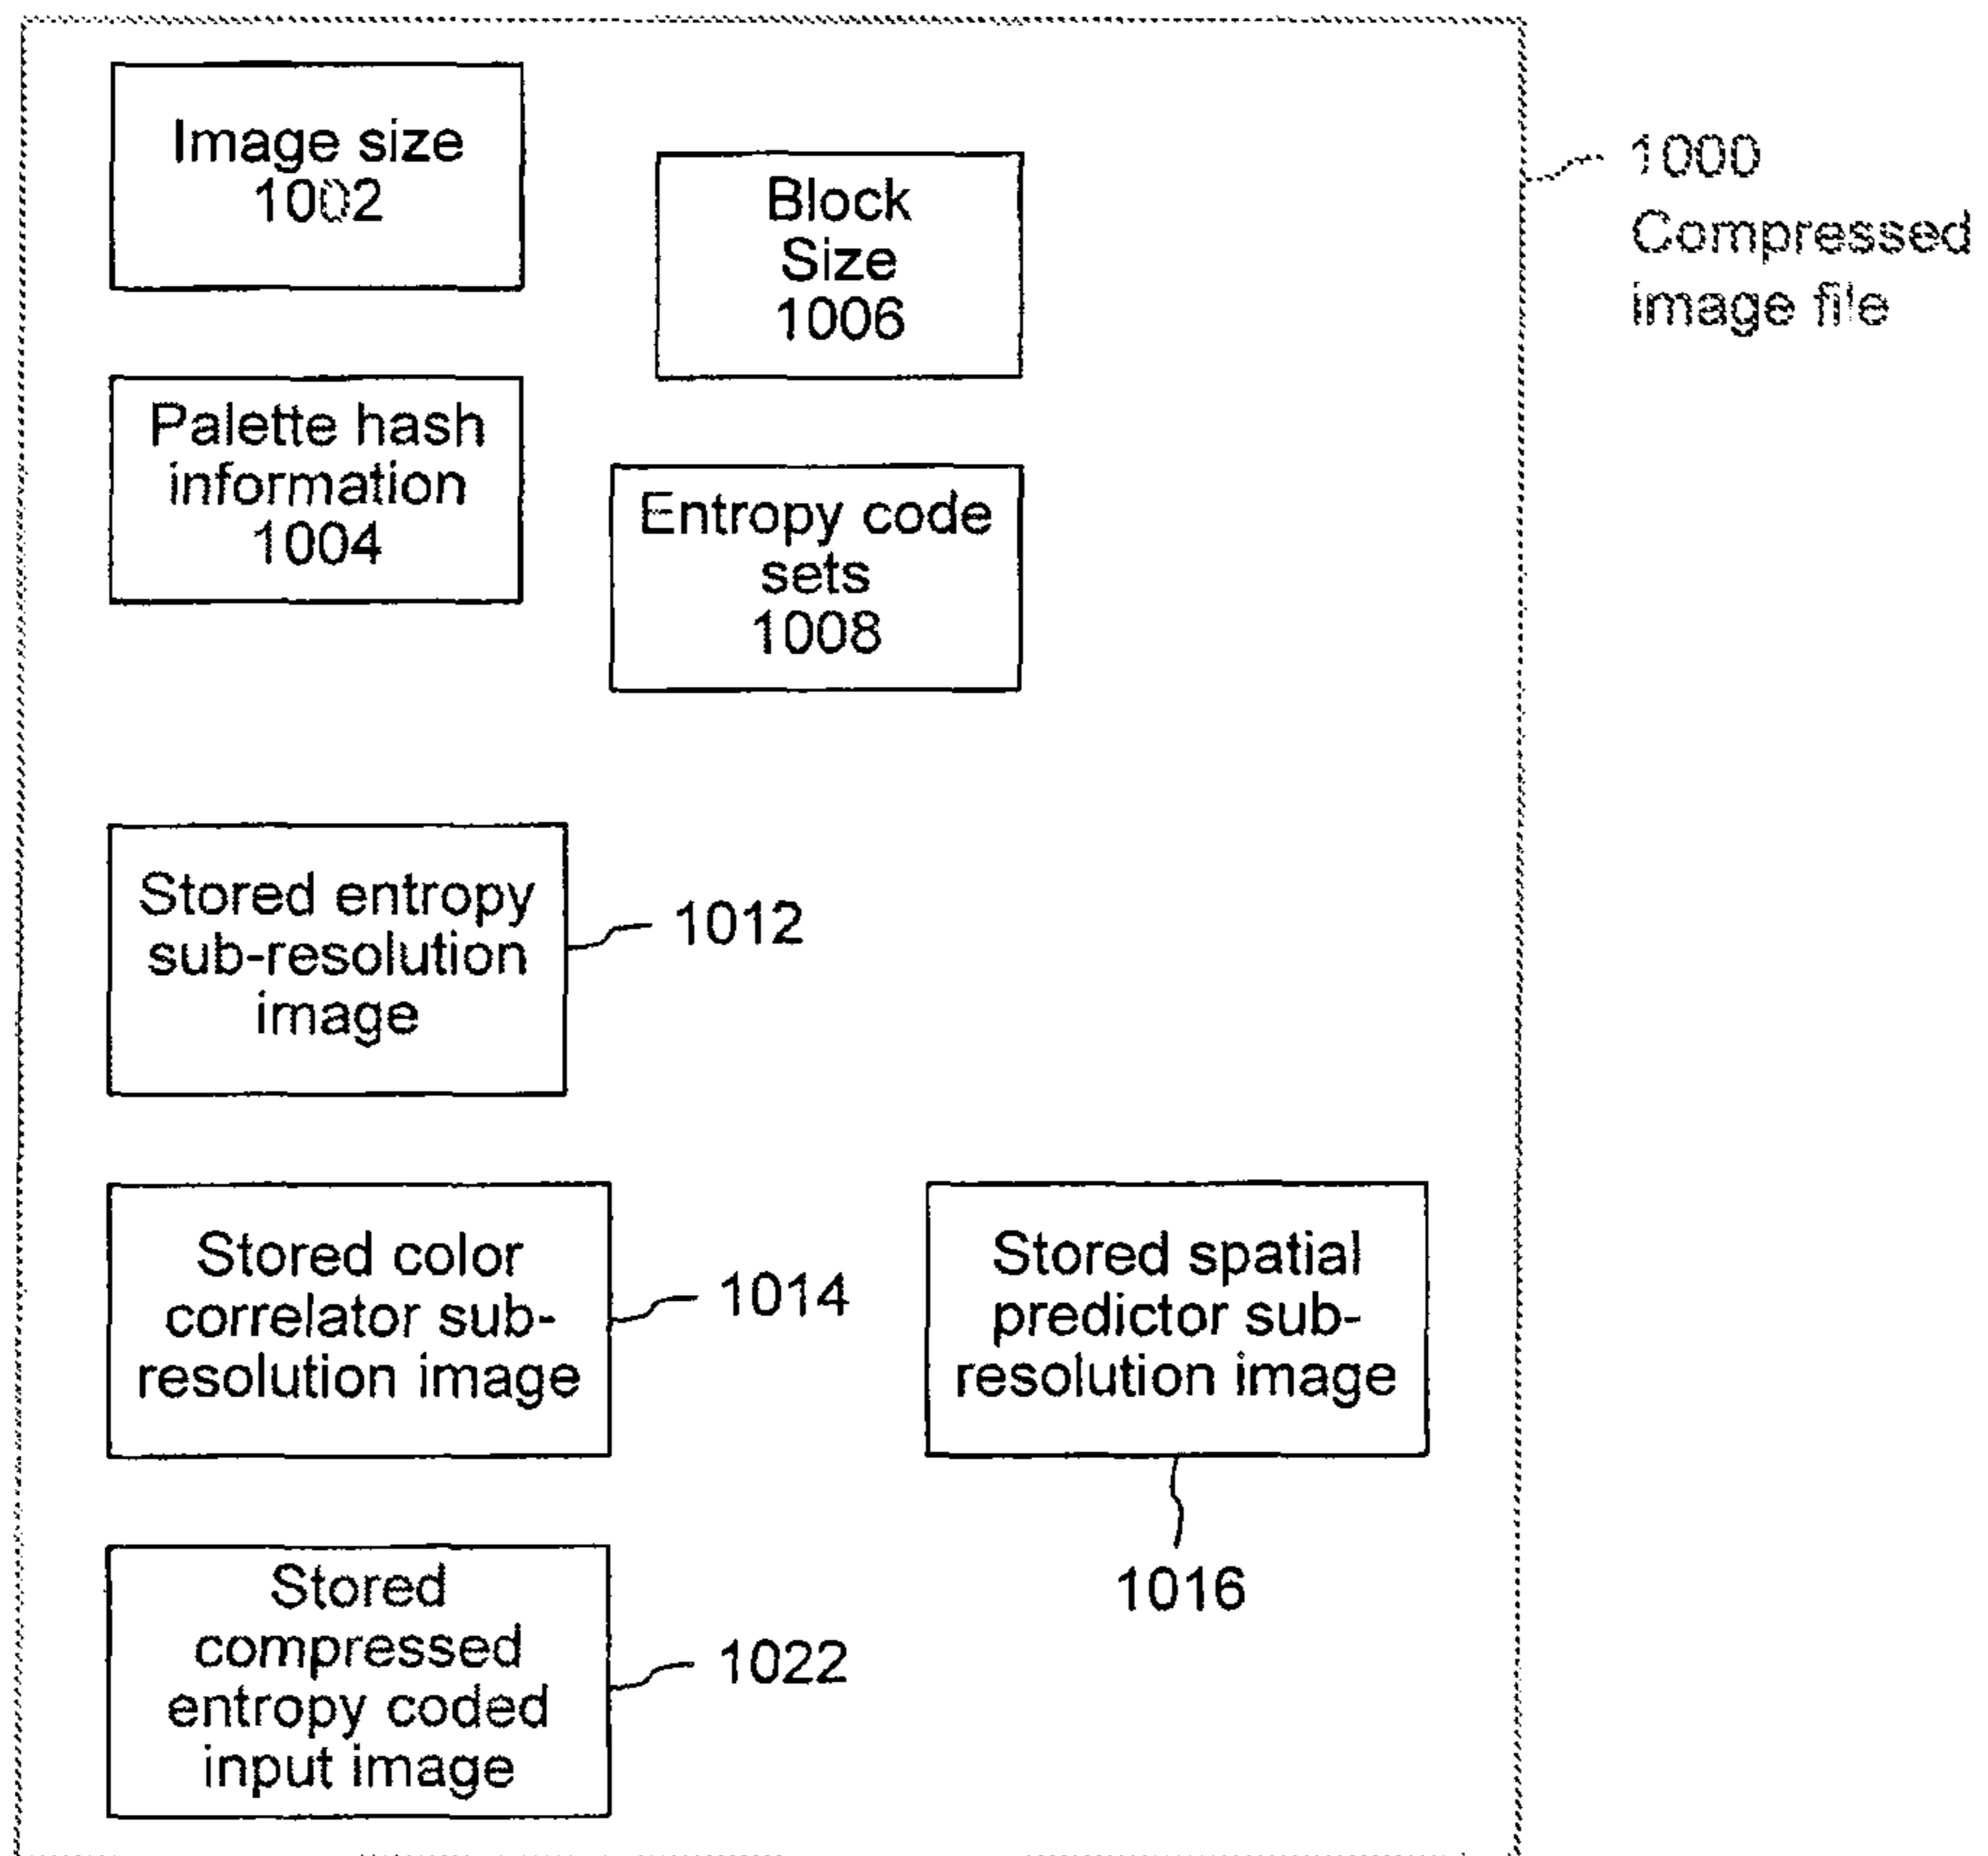 Image size
1002
Block
Size
1006
1000
Compressed
image file
Palette hash
information
1004
Entropy code
sets
1008
Stored entropy
sub-resolution
image
1012
Stored color
correlator sub-
resolution image
1014
Stored spatial
predictor sub-
resolution image
1016
Stored
compressed
entropy coded
input image
1022